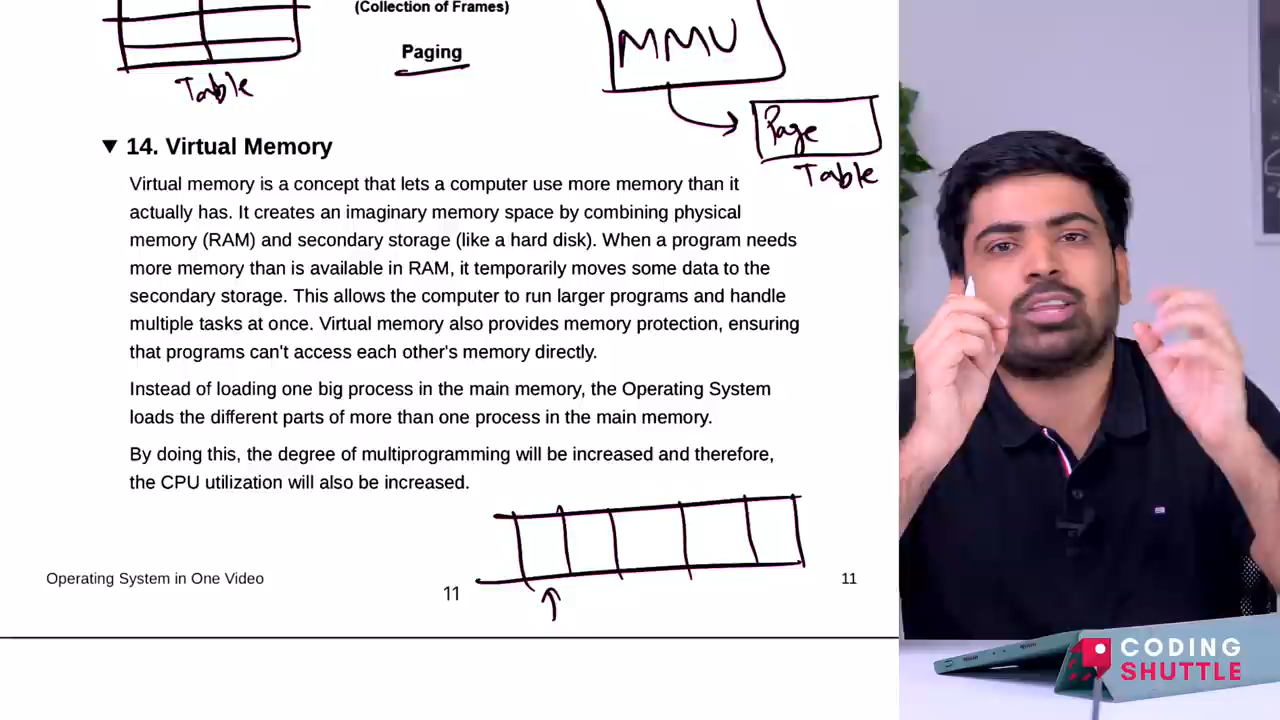 (Collection of Frames)
Paging
Table
MMU
Page
Table
14. Virtual Memory
Virtual memory is a concept that lets a computer use more memory than it
actually has. It creates an imaginary memory space by combining physical
memory (RAM) and secondary storage (like a hard disk). When a program needs
more memory than is available in RAM, it temporarily moves some data to the
secondary storage. This allows the computer to run larger programs and handle
multiple tasks at once. Virtual memory also provides memory protection, ensuring
that programs can't access each other's memory directly.
Instead of loading one big process in the main memory, the Operating System
loads the different parts of more than one process in the main memory.
By doing this, the degree of multiprogramming will be increased and therefore,
the CPU utilization will also be increased.
Operating System in One Video
11
11
CODING
SHUTTLE